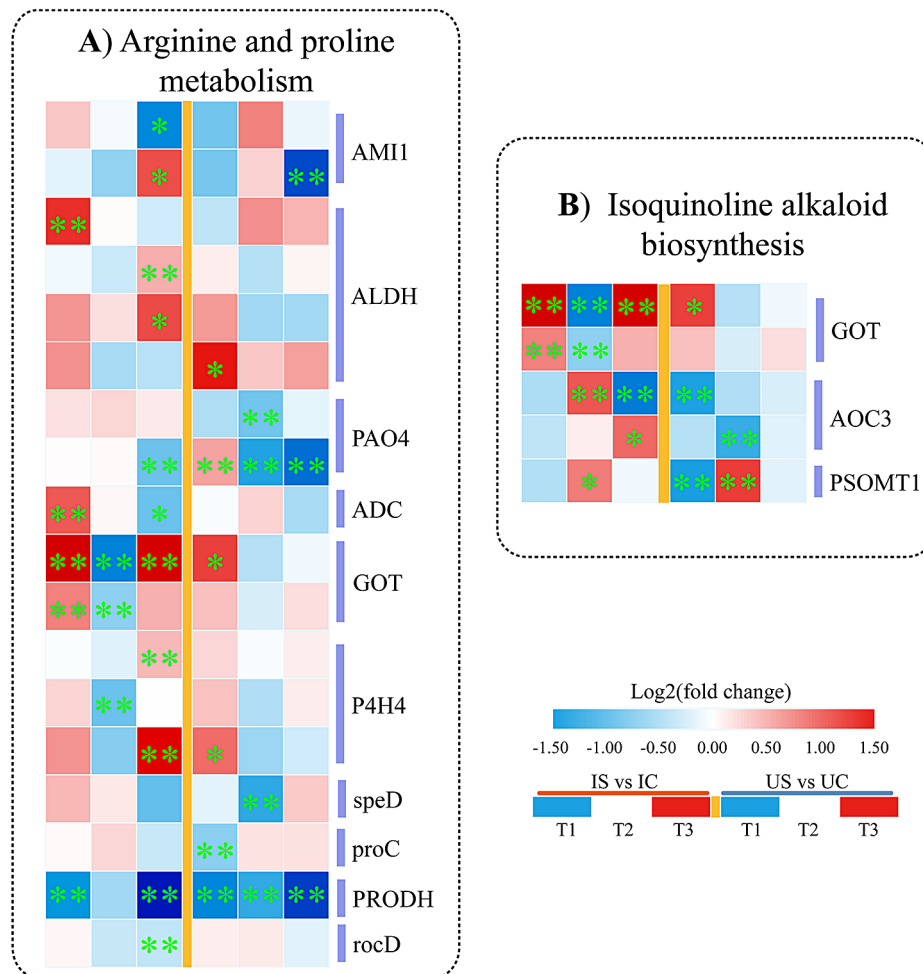 A) Arginine and proline
metabolism
*
AMI1
*
**
**
**
ALDH
*
*
**
PAO4
**
**
**
**
**
*
ADC
**
**
**
*
GOT
**
**
**
P4H4
**
**
*
**
speD
**
proC
**
**
**
**
**
PRODH
**
rocD
B) Isoquinoline alkaloid
biosynthesis
**
**
**
*
GOT
**
**
**
**
**
AOC3
*
**
*
**
**
PSOMT1
Log2(fold change)
-1.50 -1.00 -0.50 0.00 0.50 1.00 1.50
IS vs IC US vs UC
T1 T2 T3 T1 T2 T3